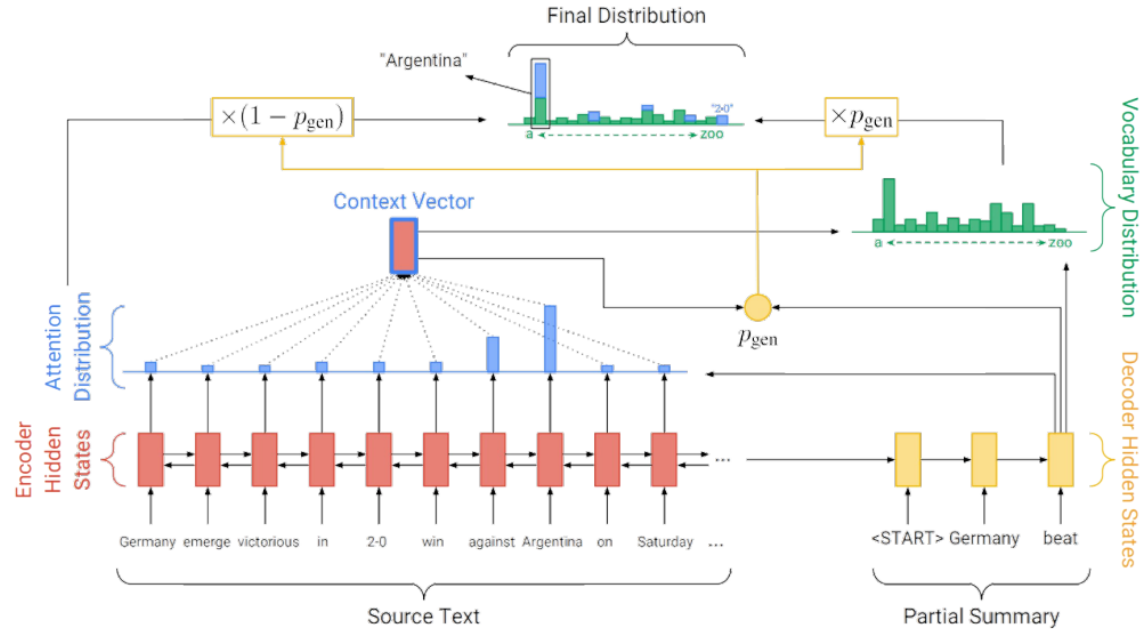 Final Distribution
"Argentina"
×(1 − p_gen)
"2-0"
×p_gen
a
zoo
Vocabulary Distribution
Context Vector
a
zoo
Attention
Distribution
p_gen
Encoder
Hidden
States
...
Decoder Hidden States
Germany emerge victorious in 2-0 win against Argentina on Saturday ...
<START> Germany beat
Source Text
Partial Summary